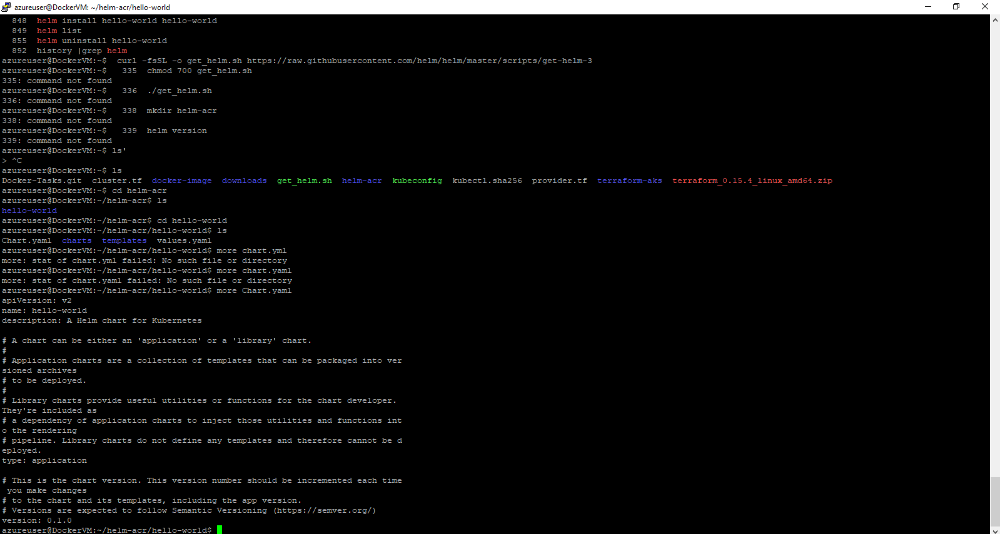 azureuser@DockerVM: ~/helm-acr/hello-world
  848  helm install hello-world hello-world
  849  helm list
  855  helm uninstall hello-world
  892  history |grep helm
azureuser@DockerVM:~$  curl -fsSL -o get_helm.sh https://raw.githubusercontent.com/helm/helm/master/scripts/get-helm-3
azureuser@DockerVM:~$   335  chmod 700 get_helm.sh
335: command not found
azureuser@DockerVM:~$   336  ./get_helm.sh
336: command not found
azureuser@DockerVM:~$   338  mkdir helm-acr
338: command not found
azureuser@DockerVM:~$   339  helm version
339: command not found
azureuser@DockerVM:~$ ls'
> ^C
azureuser@DockerVM:~$ ls
Docker-Tasks.git  cluster.tf  docker-image  downloads  get_helm.sh  helm-acr  kubeconfig  kubectl.sha256  provider.tf  terraform-aks  terraform_0.15.4_linux_amd64.zip
azureuser@DockerVM:~$ cd helm-acr
azureuser@DockerVM:~/helm-acr$ ls
hello-world
azureuser@DockerVM:~/helm-acr$ cd hello-world
azureuser@DockerVM:~/helm-acr/hello-world$ ls
Chart.yaml  charts  templates  values.yaml
azureuser@DockerVM:~/helm-acr/hello-world$ more chart.yml
more: stat of chart.yml failed: No such file or directory
azureuser@DockerVM:~/helm-acr/hello-world$ more chart.yaml
more: stat of chart.yaml failed: No such file or directory
azureuser@DockerVM:~/helm-acr/hello-world$ more Chart.yaml
apiVersion: v2
name: hello-world
description: A Helm chart for Kubernetes

# A chart can be either an 'application' or a 'library' chart.
#
# Application charts are a collection of templates that can be packaged into ver
sioned archives
# to be deployed.
#
# Library charts provide useful utilities or functions for the chart developer.
They're included as
# a dependency of application charts to inject those utilities and functions int
o the rendering
# pipeline. Library charts do not define any templates and therefore cannot be d
eployed.
type: application

# This is the chart version. This version number should be incremented each time
 you make changes
# to the chart and its templates, including the app version.
# Versions are expected to follow Semantic Versioning (https://semver.org/)
version: 0.1.0
azureuser@DockerVM:~/helm-acr/hello-world$